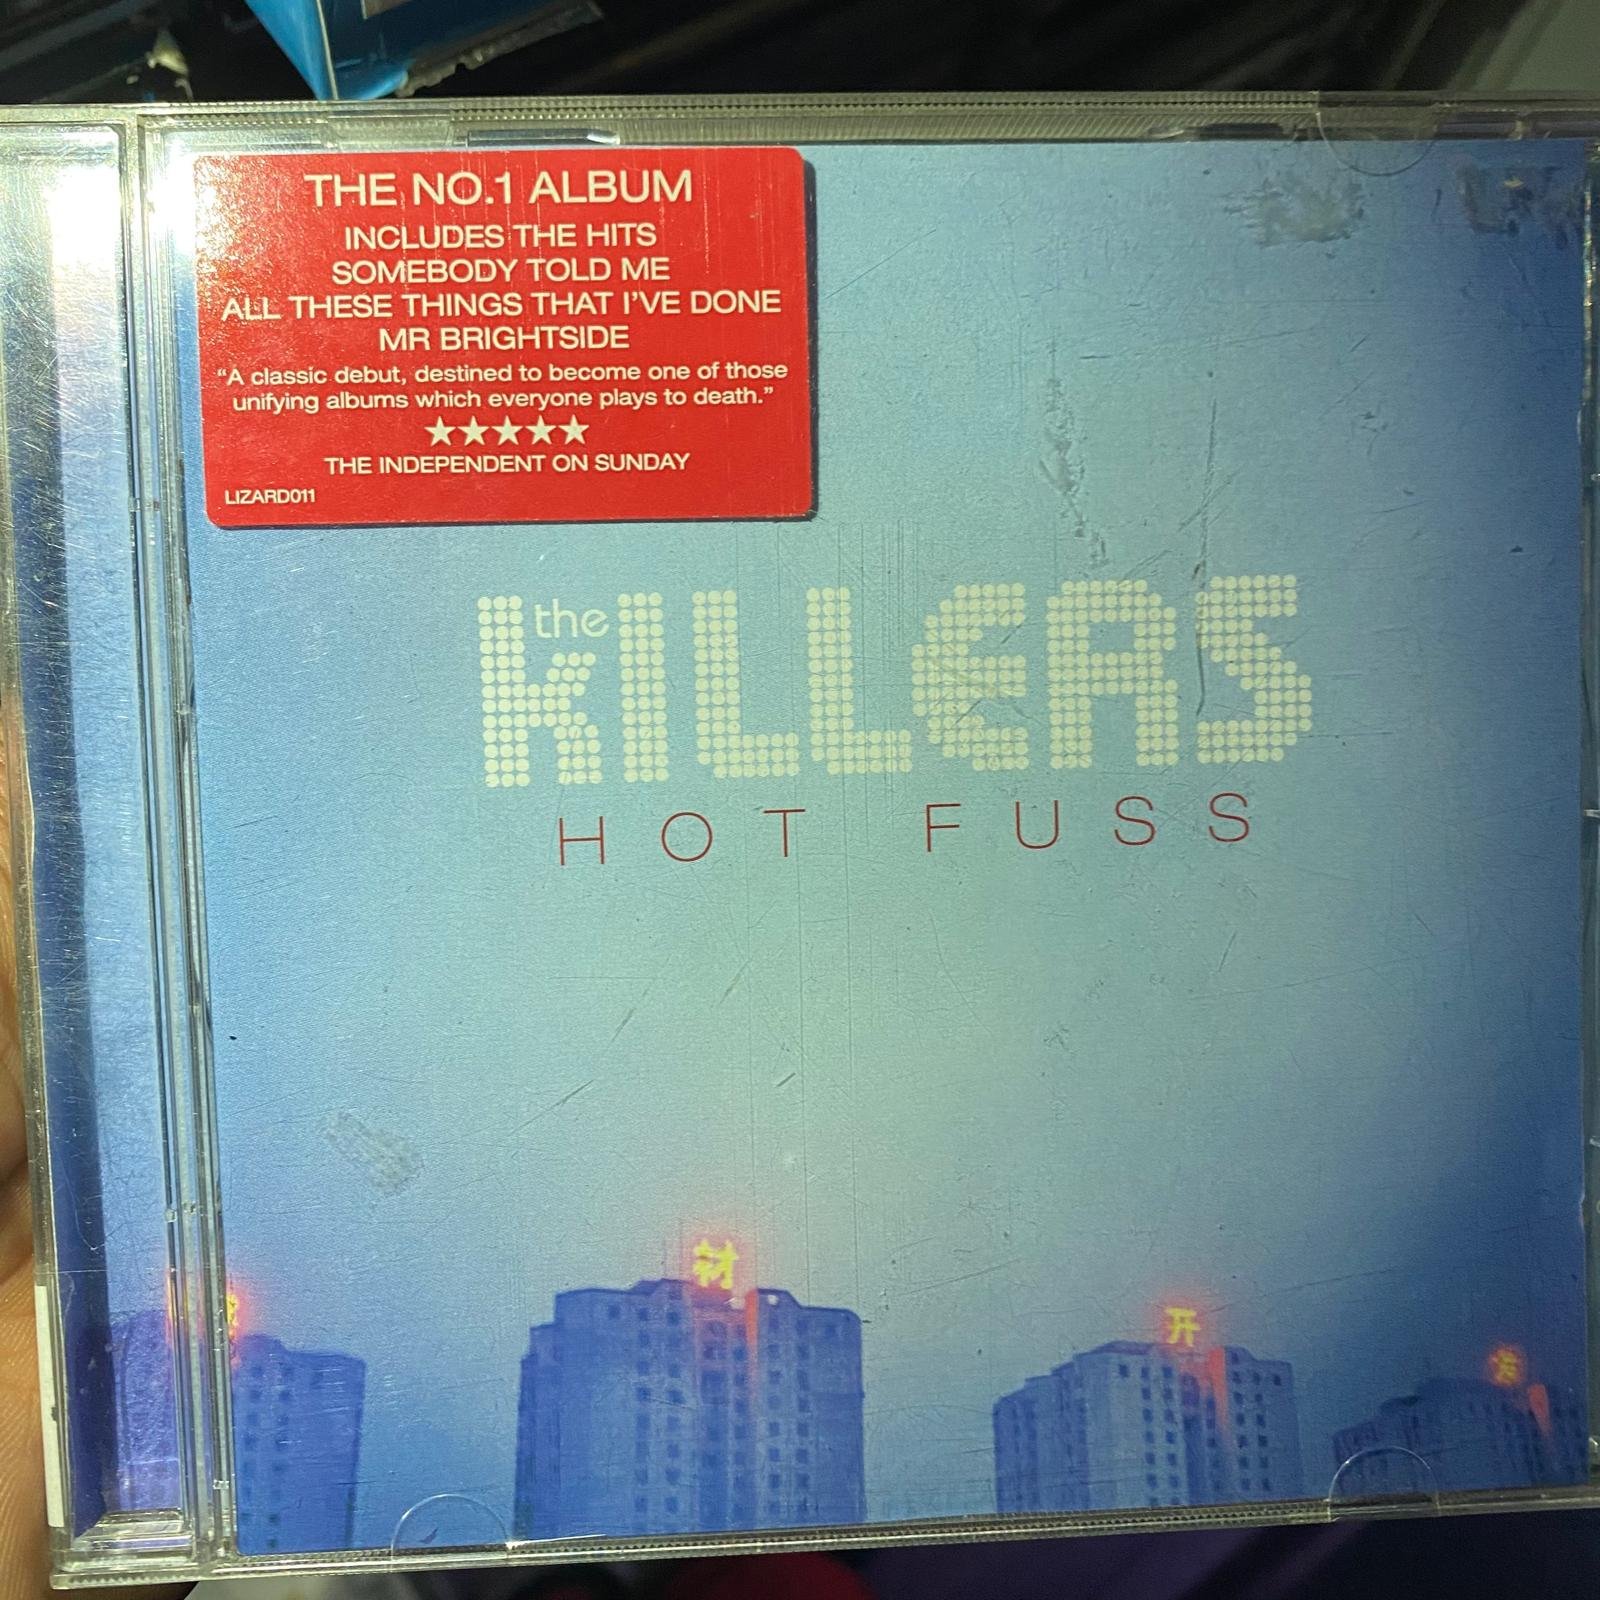 THE NO.1 ALBUM
INCLUDES THE HITS
SOMEBODY TOLD ME
ALL THESE THINGS THAT I'VE DONE
MR BRIGHTSIDE
“A classic debut, destined to become one of those
unifying albums which everyone plays to death.”
★★★★★
THE INDEPENDENT ON SUNDAY
LIZARD011
the KILLERS
HOT FUSS
材 开